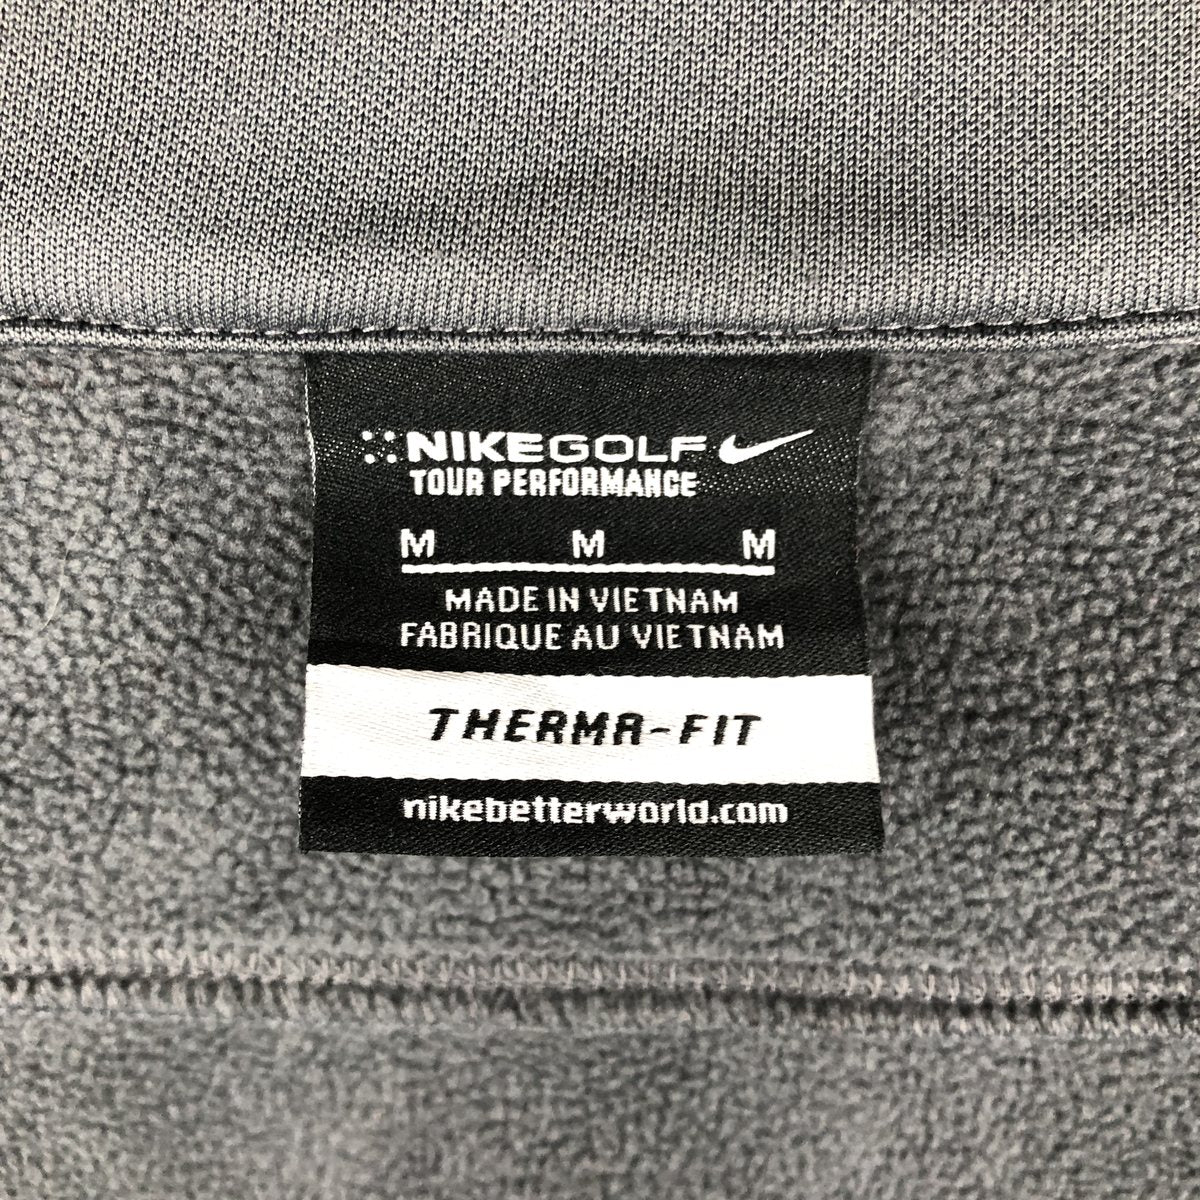 NIKEGOLF
TOUR PERFORMANCE
M M M
MADE IN VIETNAM
FABRIQUE AU VIETNAM
THERMA-FIT
nikebetterworld.com